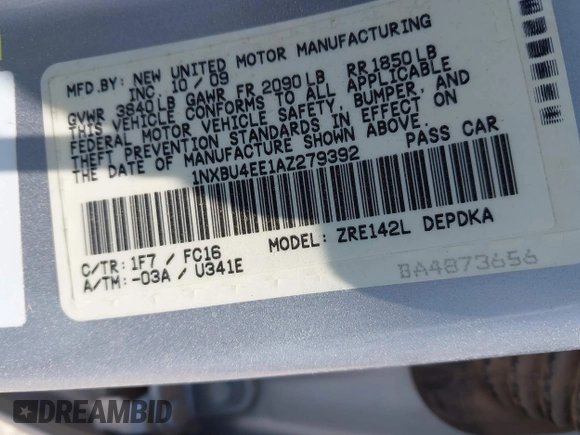 MFD.BY: NEW UNITED MOTOR MANUFACTURING
INC. 10/09
GVWR 3840LB GAWR FR 2090LB RR 1850LB
THIS VEHICLE CONFORMS TO ALL APPLICABLE
FEDERAL MOTOR VEHICLE SAFETY, BUMPER, AND
THEFT PREVENTION STANDARDS IN EFFECT ON
THE DATE OF MANUFACTURE SHOWN ABOVE.
1NXBU4EE1AZ279392 PASS CAR.
C/TR: 1F7 / FC16 MODEL: ZRE142L DEPDKA
A/TM: -03A / U341E
BA4873656
DREAMBID